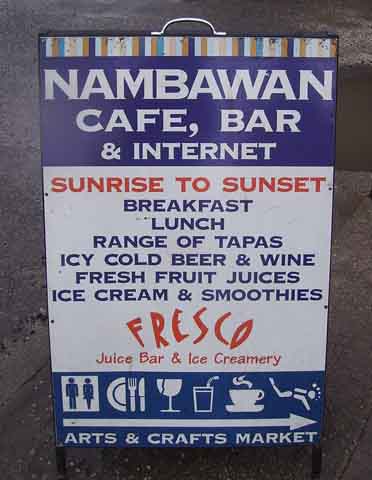 NAMBAWAN
CAFE, BAR
& INTERNET
SUNRISE TO SUNSET
BREAKFAST
LUNCH
RANGE OF TAPAS
ICY COLD BEER & WINE
FRESH FRUIT JUICES
ICE CREAM & SMOOTHIES
FRESCO
Juice Bar & Ice Creamery
ARTS & CRAFTS MARKET